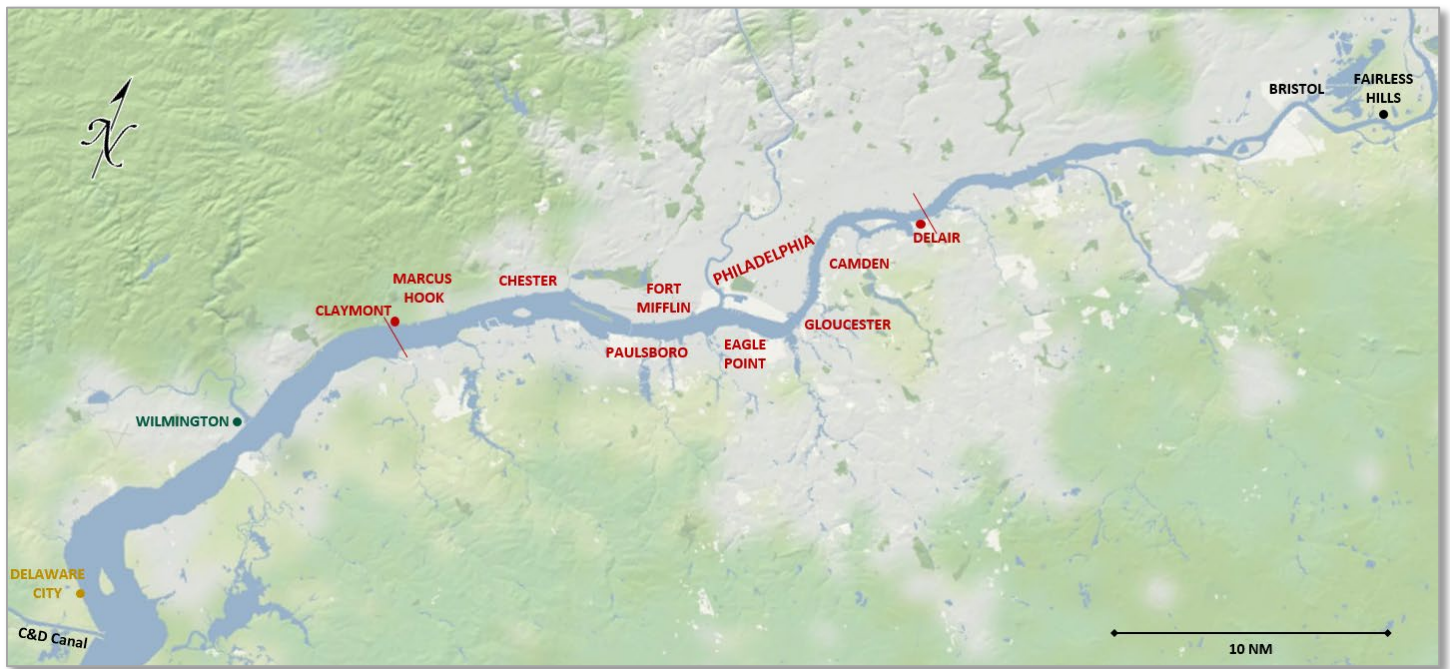 N
BRISTOL
FAIRLESS
HILLS
DELAIR
PHILADELPHIA
CAMDEN
MARCUS
HOOK
CHESTER
FORT
MIFFLIN
CLAYMONT
GLOUCESTER
PAULSBORO
EAGLE
POINT
WILMINGTON
DELAWARE
CITY
C&D Canal
10 NM